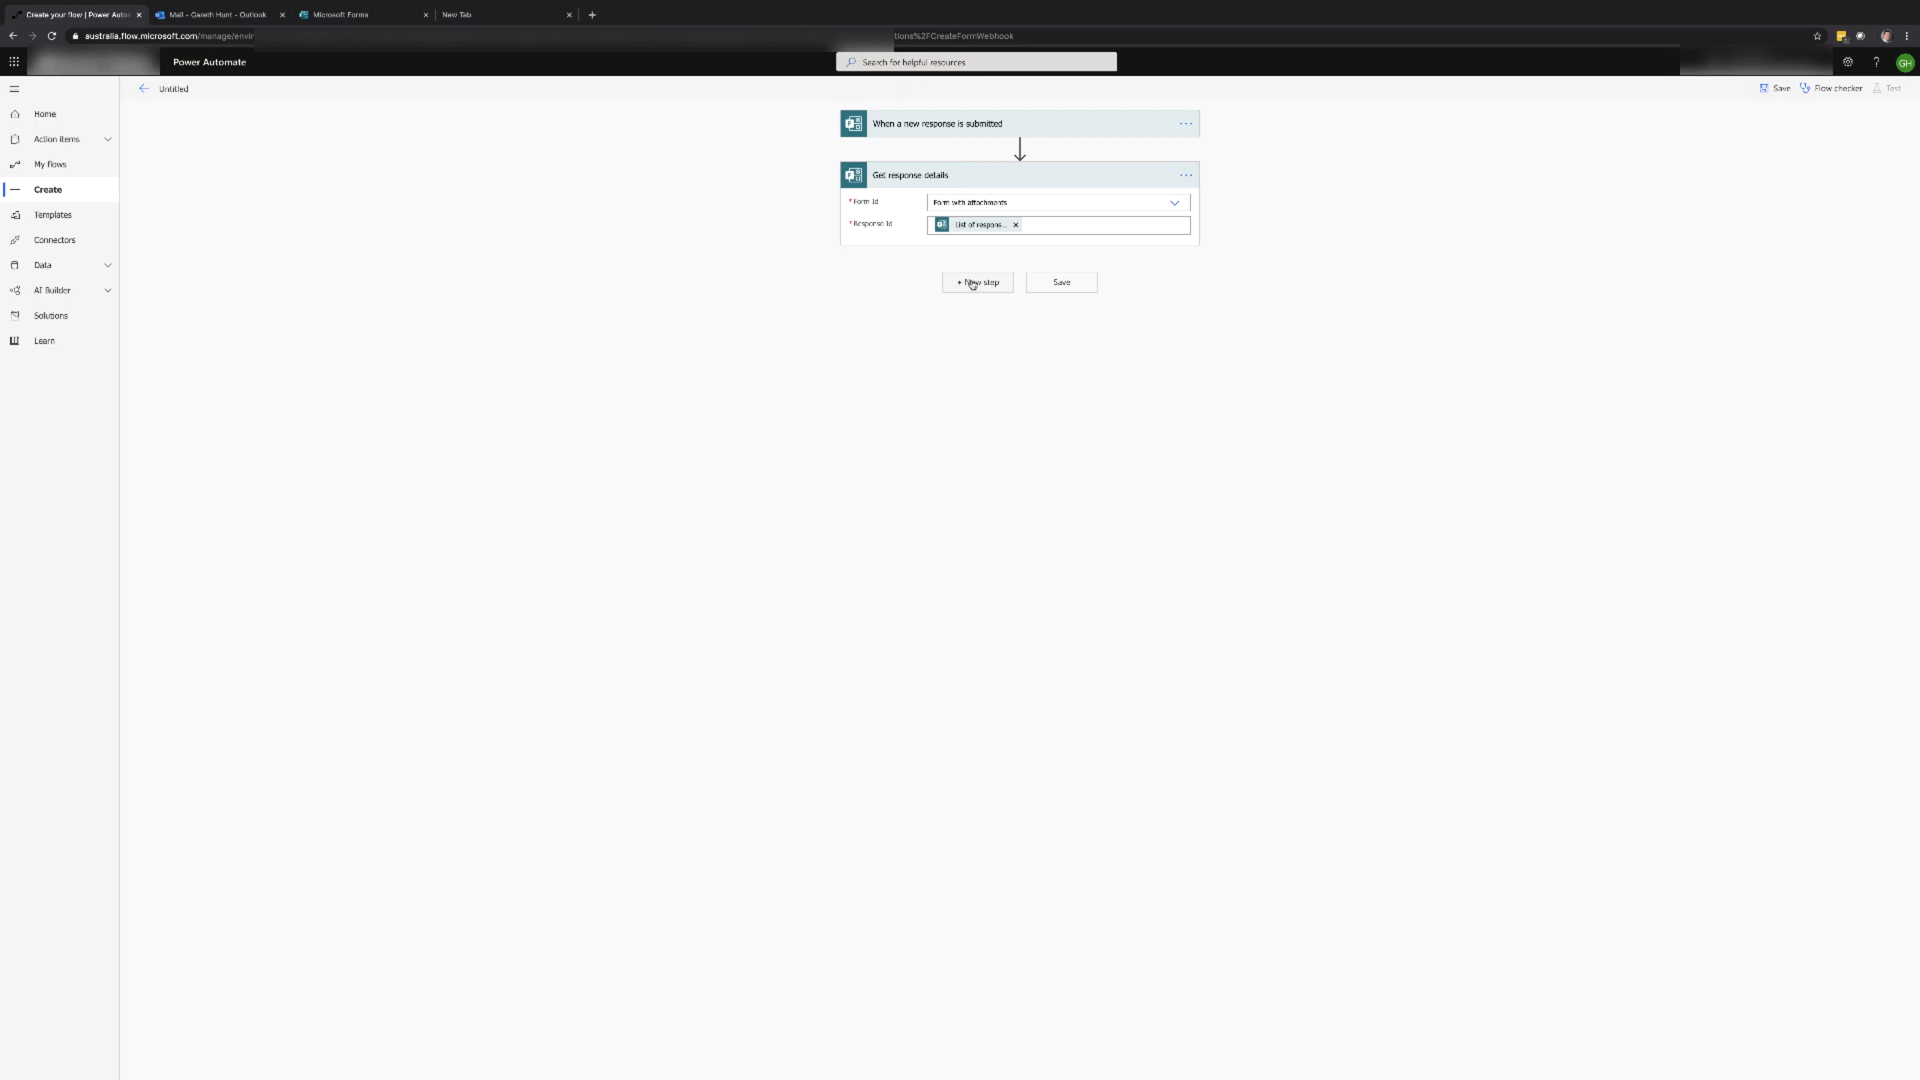 Create your flow | Power Auto
Mail - Gareth Hunt - Outlook
Microsoft Forms
New Tab
australia.flow.microsoft.com/manage/envir
tions%2FCreateFormWebhook
Power Automate
Search for helpful resources
?
GH
Untitled
Save
Flow checker
Test
Home
Action items
My flows
Create
Templates
Connectors
Data
AI Builder
Solutions
Learn
When a new response is submitted
Get response details
* Form Id
Form with attachments
* Response Id
List of respons...
+ New step
Save